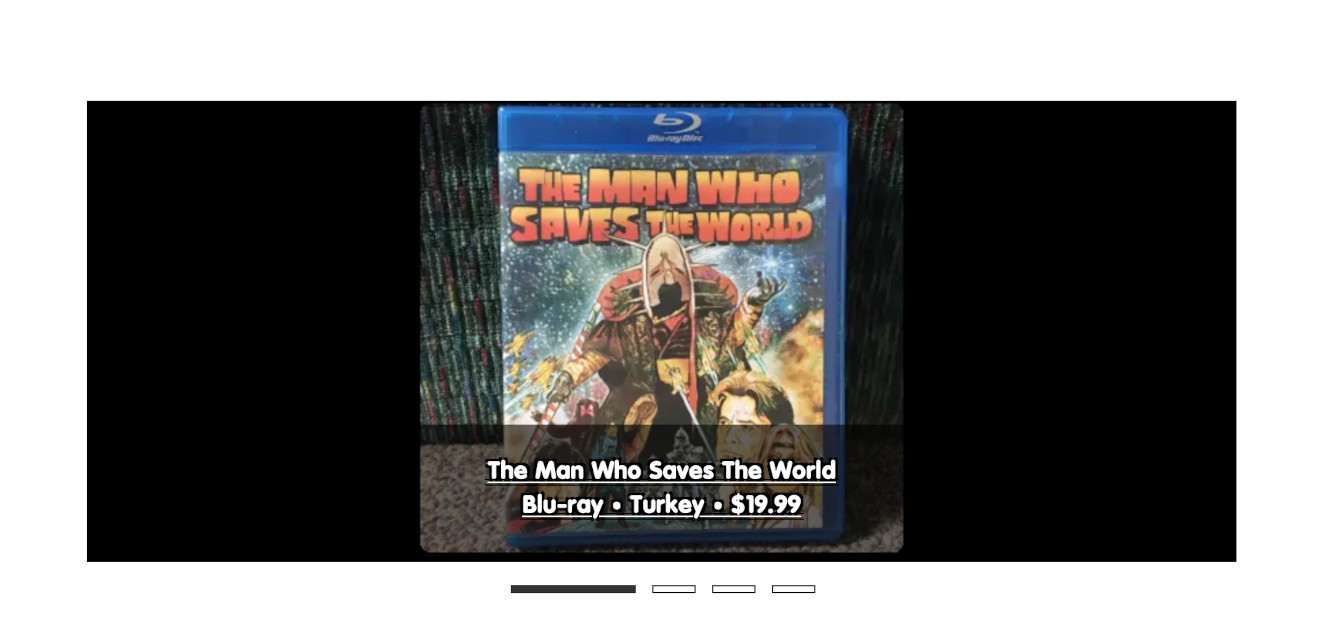 Blu-ray Disc
THE MAN WHO
SAVES THE WORLD
The Man Who Saves The World
Blu-ray • Turkey • $19.99